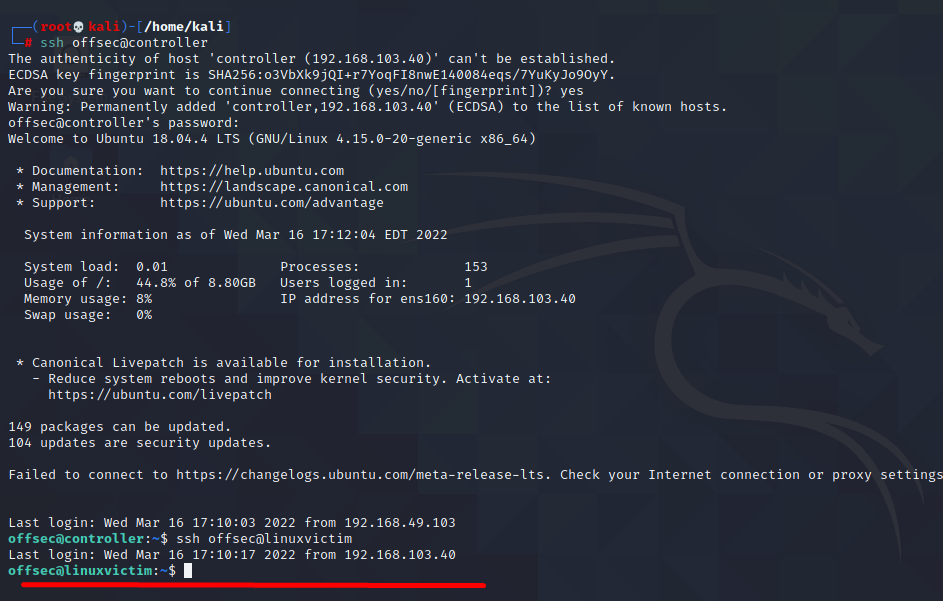 ┌──(root💀kali)-[/home/kali]
└─# ssh offsec@controller
The authenticity of host 'controller (192.168.103.40)' can't be established.
ECDSA key fingerprint is SHA256:o3VbXk9jQI+r7YoqFI8nwE140084eqs/7YuKyJo9OyY.
Are you sure you want to continue connecting (yes/no/[fingerprint])? yes
Warning: Permanently added 'controller,192.168.103.40' (ECDSA) to the list of known hosts.
offsec@controller's password:
Welcome to Ubuntu 18.04.4 LTS (GNU/Linux 4.15.0-20-generic x86_64)

 * Documentation:  https://help.ubuntu.com
 * Management:     https://landscape.canonical.com
 * Support:        https://ubuntu.com/advantage

  System information as of Wed Mar 16 17:12:04 EDT 2022

  System load:  0.01              Processes:             153
  Usage of /:   44.8% of 8.80GB   Users logged in:       1
  Memory usage: 8%                IP address for ens160: 192.168.103.40
  Swap usage:   0%

 * Canonical Livepatch is available for installation.
   - Reduce system reboots and improve kernel security. Activate at:
     https://ubuntu.com/livepatch

149 packages can be updated.
104 updates are security updates.

Failed to connect to https://changelogs.ubuntu.com/meta-release-lts. Check your Internet connection or proxy settings

Last login: Wed Mar 16 17:10:03 2022 from 192.168.49.103
offsec@controller:~$ ssh offsec@linuxvictim
Last login: Wed Mar 16 17:10:17 2022 from 192.168.103.40
offsec@linuxvictim:~$